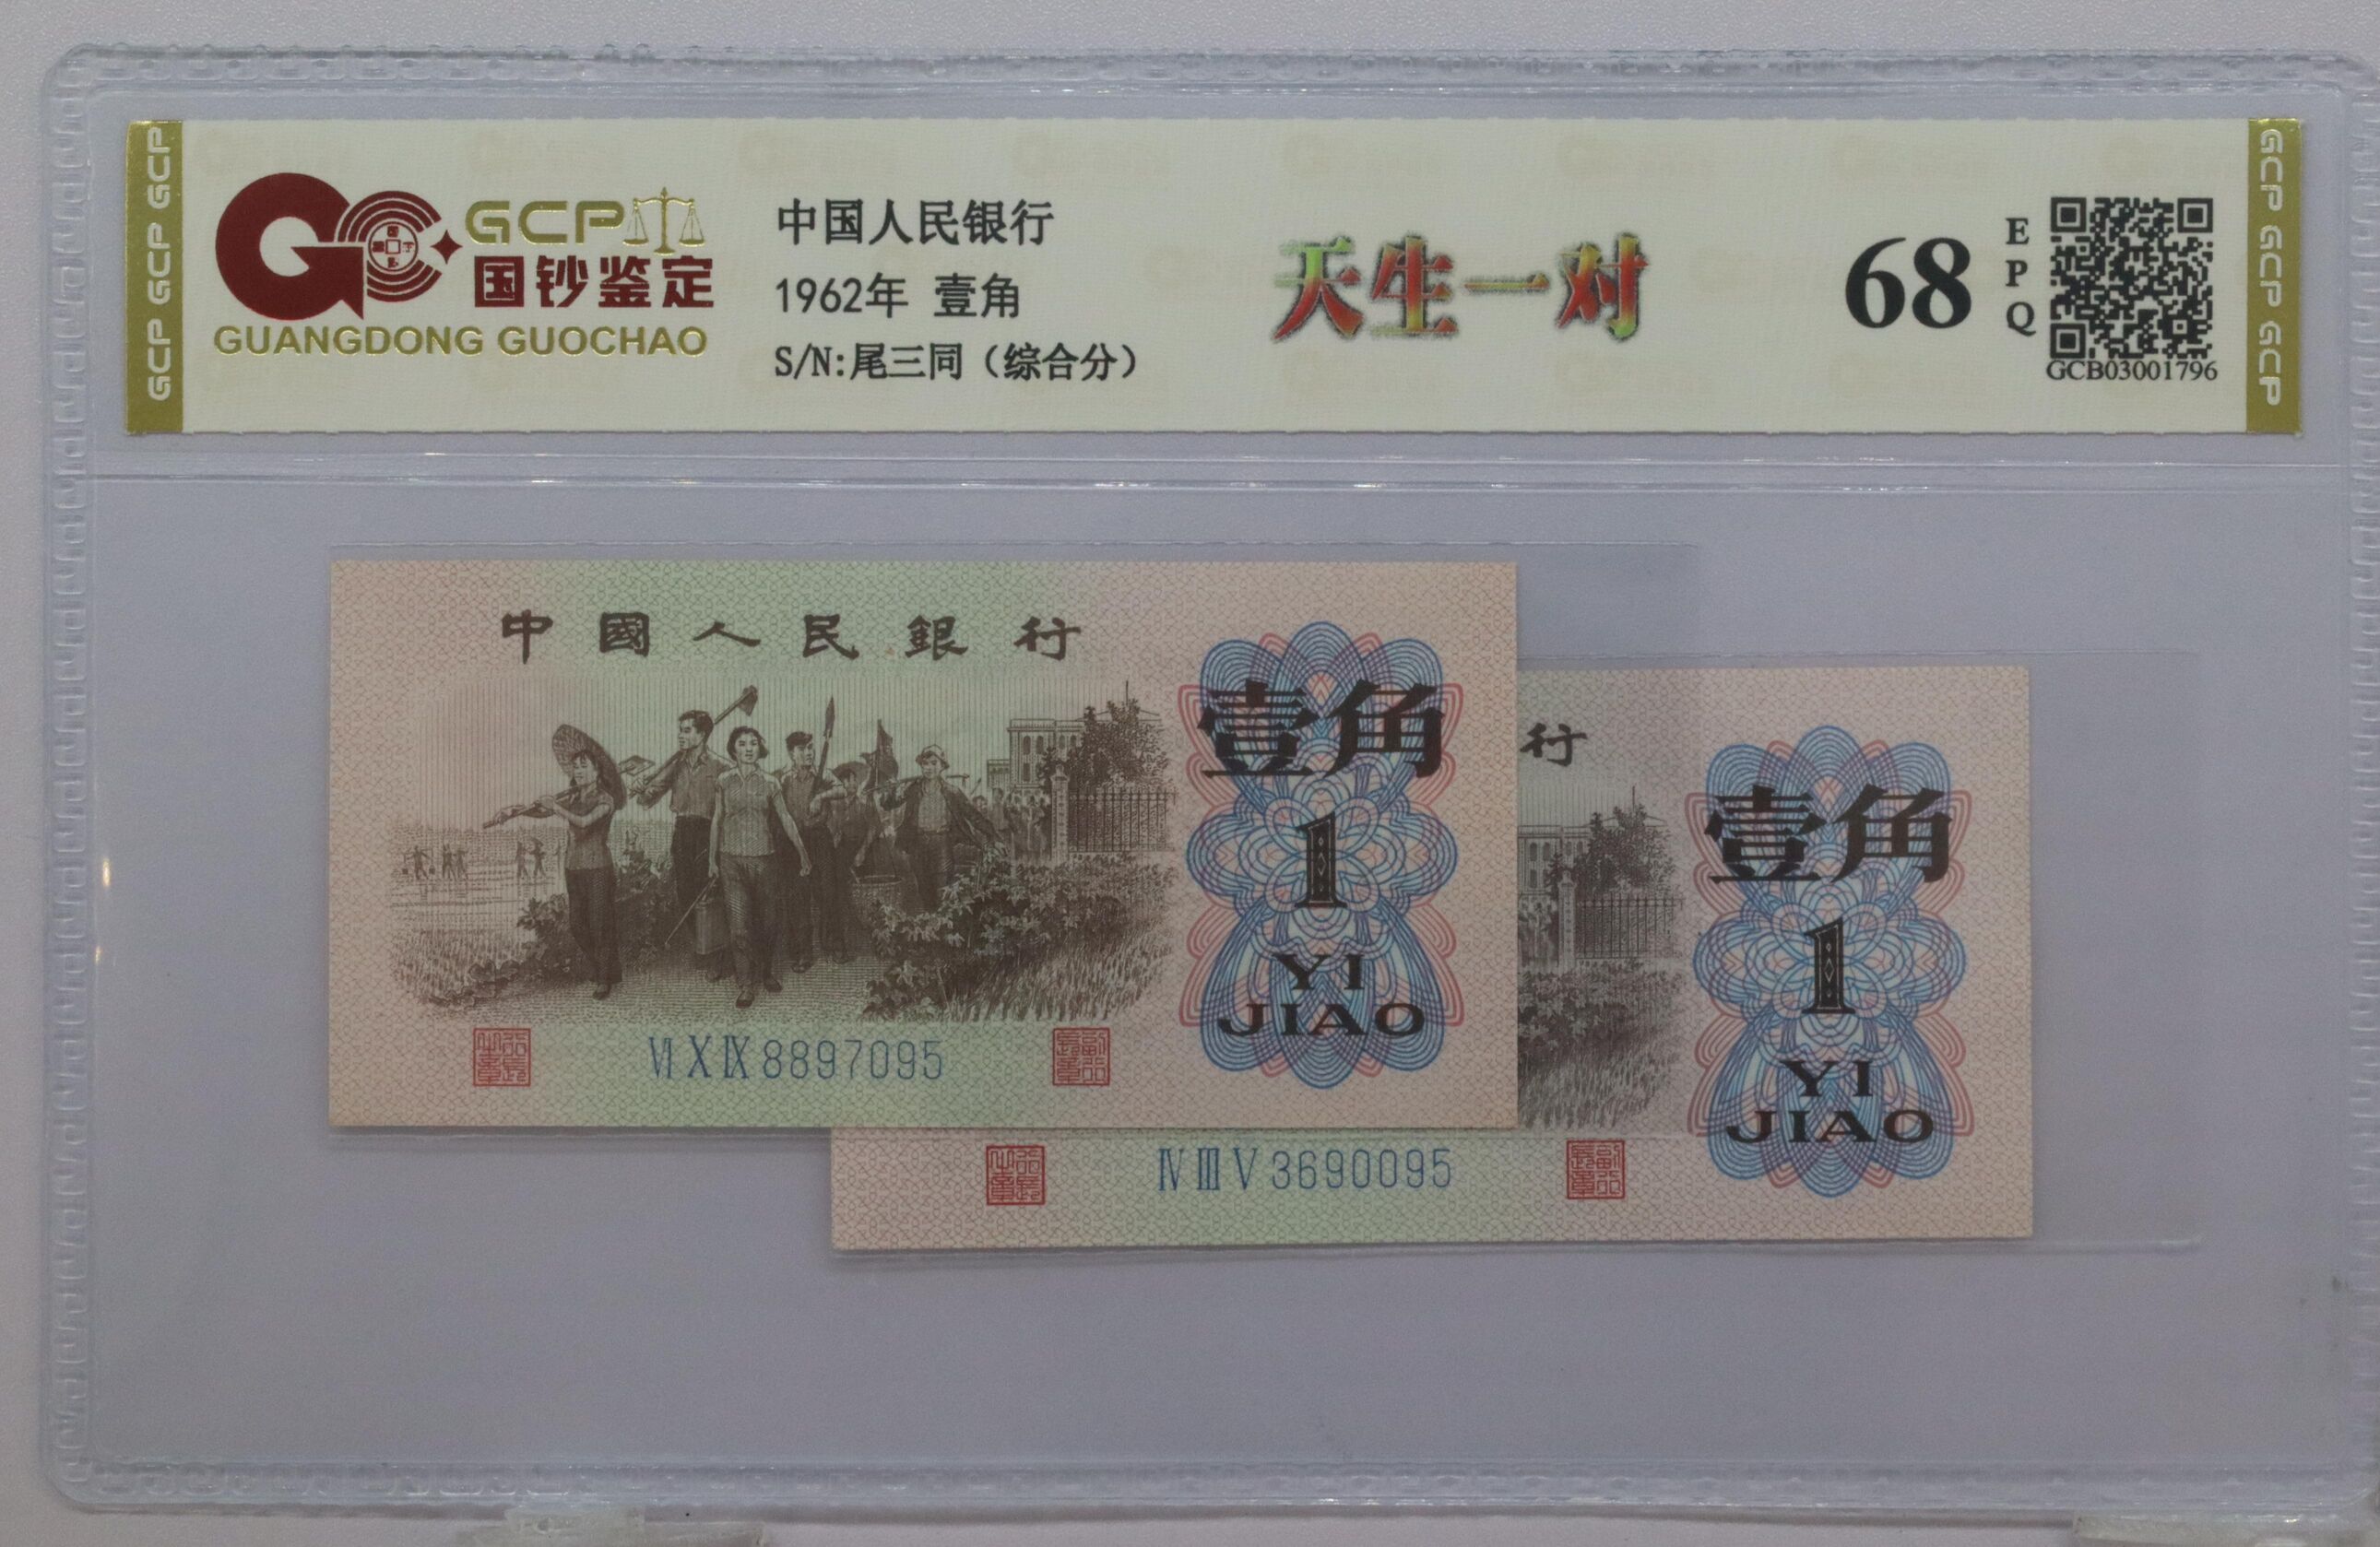 GCP GCP GCP
GCP
国钞鉴定
GUANGDONG GUOCHAO
中国人民银行
1962年 壹角
S/N:尾三同（综合分）
天生一对
68
EPQ
GCB03001796
GCP GCP GCP
中國人民銀行
壹角
1
YI
JIAO
ⅥⅩⅨ8897095
行
壹角
1
YI
JIAO
ⅣⅢⅤ3690095